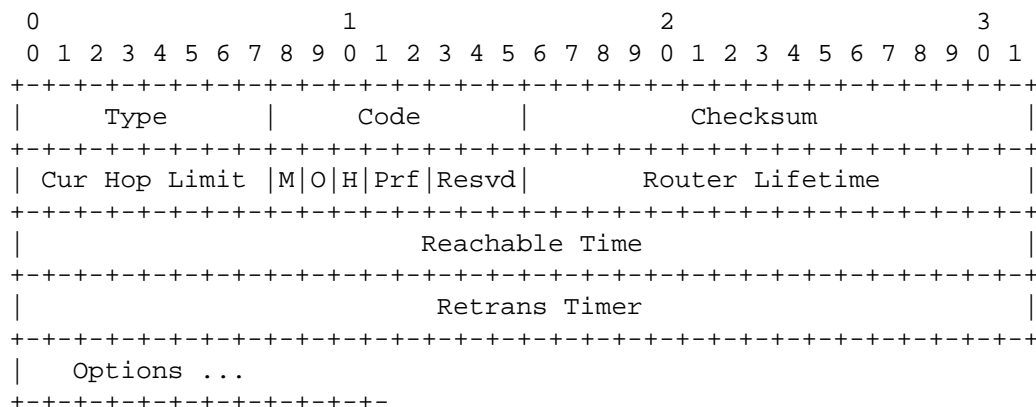 0                   1                   2                   3
 0 1 2 3 4 5 6 7 8 9 0 1 2 3 4 5 6 7 8 9 0 1 2 3 4 5 6 7 8 9 0 1
+-+-+-+-+-+-+-+-+-+-+-+-+-+-+-+-+-+-+-+-+-+-+-+-+-+-+-+-+-+-+-+-+
|     Type      |     Code      |          Checksum             |
+-+-+-+-+-+-+-+-+-+-+-+-+-+-+-+-+-+-+-+-+-+-+-+-+-+-+-+-+-+-+-+-+
| Cur Hop Limit |M|O|H|Prf|Resvd|       Router Lifetime         |
+-+-+-+-+-+-+-+-+-+-+-+-+-+-+-+-+-+-+-+-+-+-+-+-+-+-+-+-+-+-+-+-+
|                         Reachable Time                        |
+-+-+-+-+-+-+-+-+-+-+-+-+-+-+-+-+-+-+-+-+-+-+-+-+-+-+-+-+-+-+-+-+
|                          Retrans Timer                        |
+-+-+-+-+-+-+-+-+-+-+-+-+-+-+-+-+-+-+-+-+-+-+-+-+-+-+-+-+-+-+-+-+
|   Options ...
+-+-+-+-+-+-+-+-+-+-+-+-